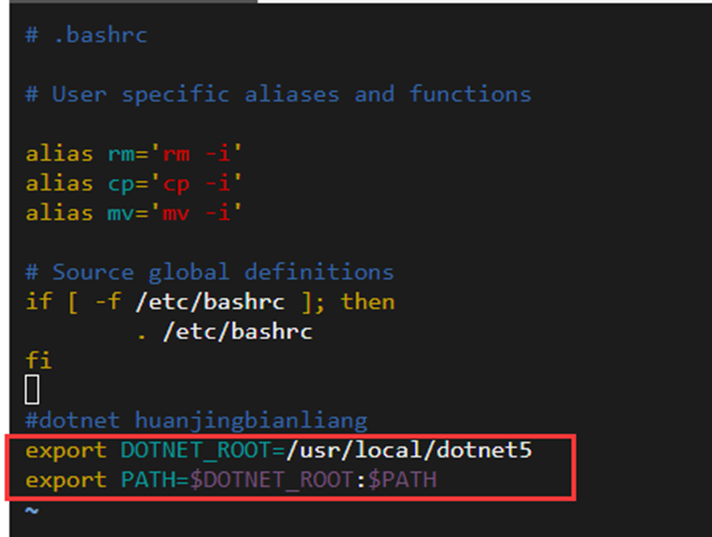 # .bashrc
# User specific aliases and functions
alias rm='rm -i'
alias cp='cp -i'
alias mv='mv -i'
# Source global definitions
if [ -f /etc/bashrc ]; then
. /etc/bashrc
fi
#dotnet huanjingbianliang
export DOTNET_ROOT=/usr/local/dotnet5
export PATH=$DOTNET_ROOT:$PATH
~